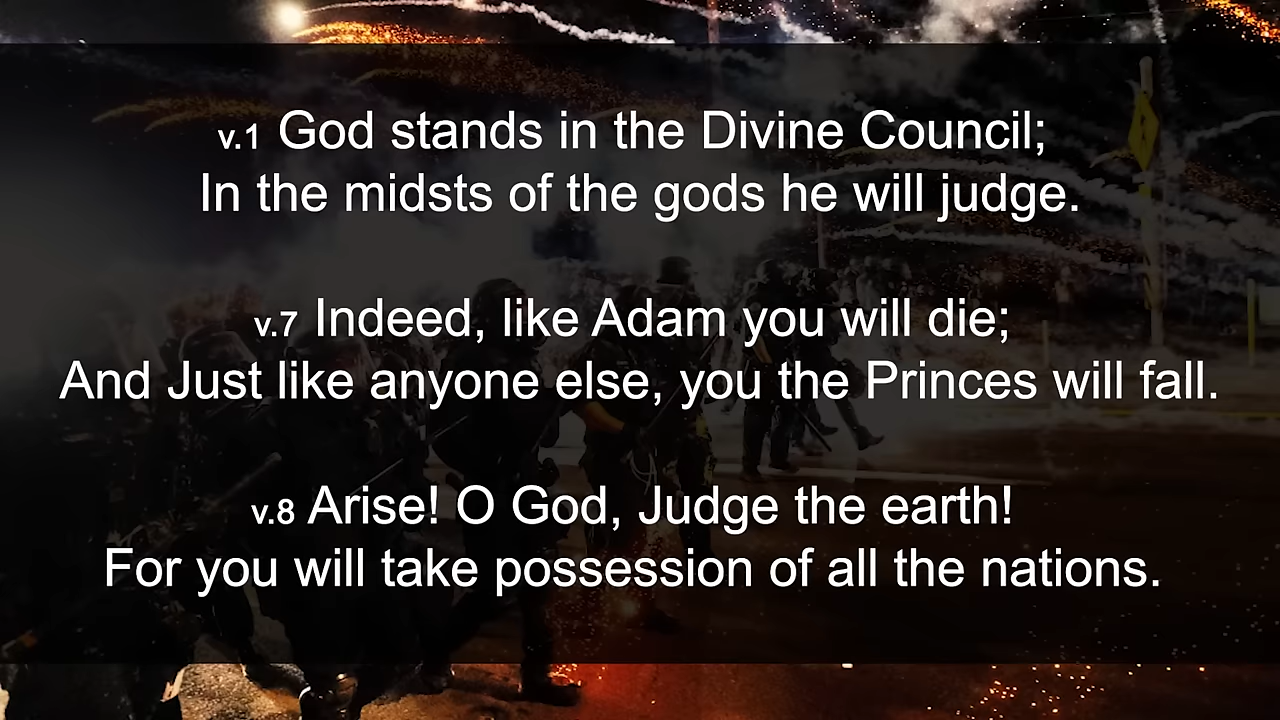 v.1 God stands in the Divine Council;
In the midsts of the gods he will judge.
v.7 Indeed, like Adam you will die;
And Just like anyone else, you the Princes will fall.
v.8 Arise! O God, Judge the earth!
For you will take possession of all the nations.